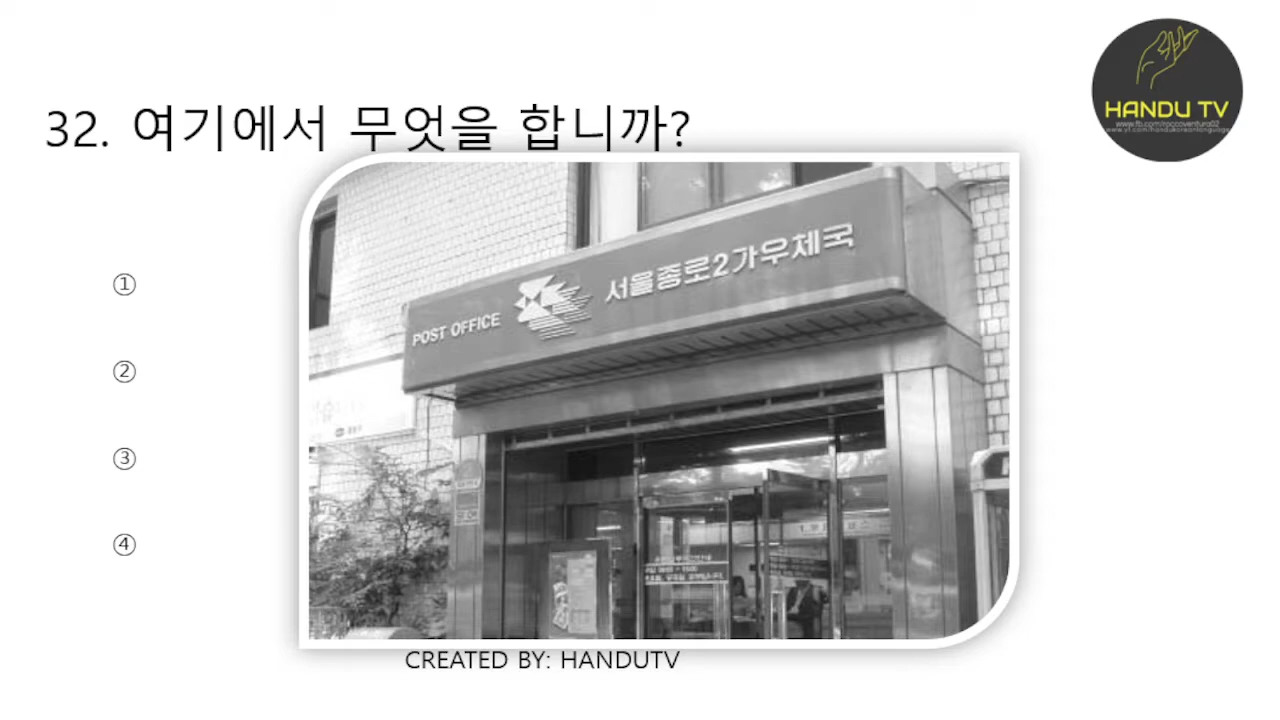 HANDU TV
32. 여기에서 무엇을 합니까?
①
②
③
④
POST OFFICE 서울종로2가우체국
CREATED BY: HANDUTV